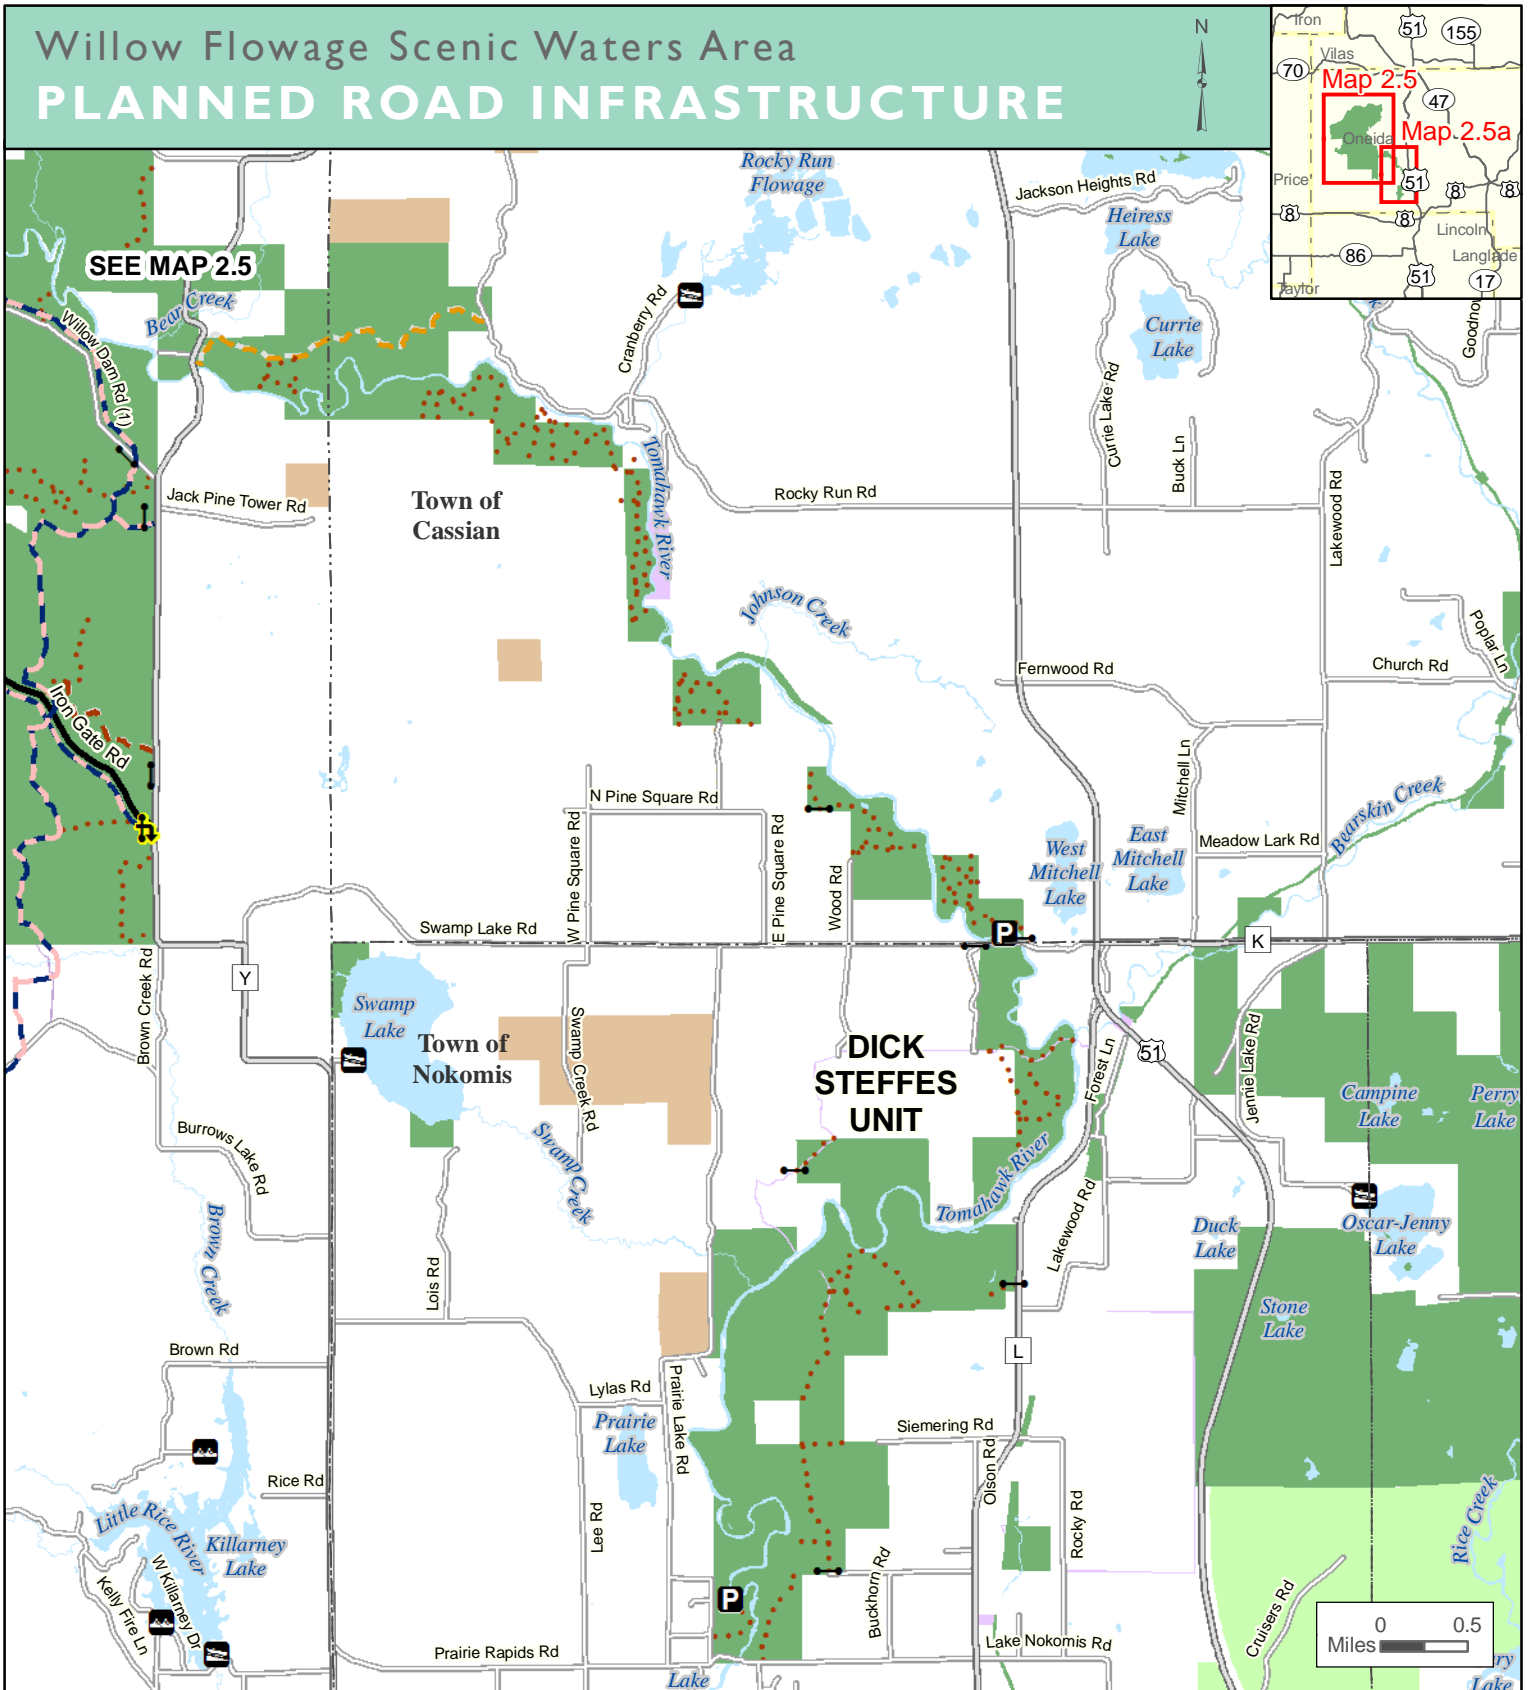 Willow Flowage Scenic Waters Area
PLANNED ROAD INFRASTRUCTURE
N
Iron
51
155
Vilas
70
Map 2.5
47
Oneida
Map 2.5a
Price
51
8
8
8
8
Lincoln
86
Langlade
51
17
Taylor
Rocky Run
Flowage
Jackson Heights Rd
Heiress
Lake
SEE MAP 2.5
Bear Creek
Willow Dam Rd (1)
Cranberry Rd
Currie
Lake
Goodnow
Currie Lake Rd
Buck Ln
Tomahawk River
Jack Pine Tower Rd
Town of
Cassian
Rocky Run Rd
Lakewood Rd
Johnson Creek
Poplar Ln
Fernwood Rd
Church Rd
Iron Gate Rd
Mitchell Ln
N Pine Square Rd
W Pine Square Rd
E Pine Square Rd
Wood Rd
West
Mitchell
Lake
East
Mitchell
Lake
Meadow Lark Rd
Bearskin Creek
Swamp Lake Rd
P
K
Y
Brown Creek Rd
Swamp
Lake
Town of
Nokomis
Swamp Creek Rd
DICK
STEFFES
UNIT
Forest Ln
51
Jennie Lake Rd
Campine
Lake
Perry
Lake
Burrows Lake Rd
Swamp Creek
Tomahawk River
Brown Creek
Lois Rd
Lakewood Rd
Duck
Lake
Oscar-Jenny
Lake
Stone
Lake
L
Brown Rd
Lylas Rd
Prairie Lake Rd
Prairie
Lake
Siemering Rd
Olson Rd
Rice Rd
Lee Rd
Rocky Rd
Rice Creek
Little Rice River
Killarney
Lake
W Killarney Dr
Kelly Fire Ln
P
Buckhorn Rd
Cruisers Rd
Prairie Rapids Rd
Lake Nokomis Rd
Lake
0 0.5
Miles
Lake